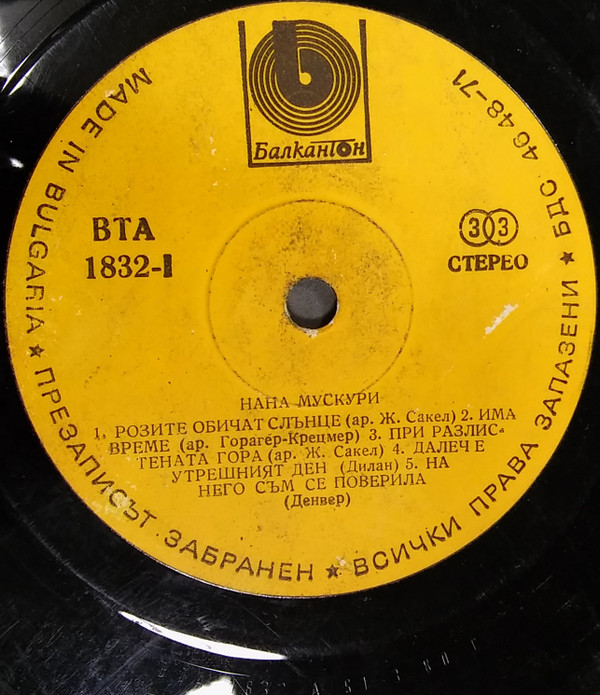 Балкантон
MADE IN BULGARIA ★ ПРЕЗАПИСЪТ ЗАБРАНЕН ★ ВСИЧКИ ПРАВА ЗАПАЗЕНИ ★ БДС 4648-71
ВТА
1832-I
33
СТЕРЕО
НАНА МУСКУРИ
1. РОЗИТЕ ОБИЧАТ СЛЪНЦЕ (ар. Ж. Сакел) 2. ИМА
ВРЕМЕ (ар. Горагер-Крецмер) 3. ПРИ РАЗЛИС-
ТЕНАТА ГОРА (ар. Ж. Сакел) 4. ДАЛЕЧ Е
УТРЕШНИЯТ ДЕН (Дилан) 5. НА
НЕГО СЪМ СЕ ПОВЕРИЛА
(Денвер)